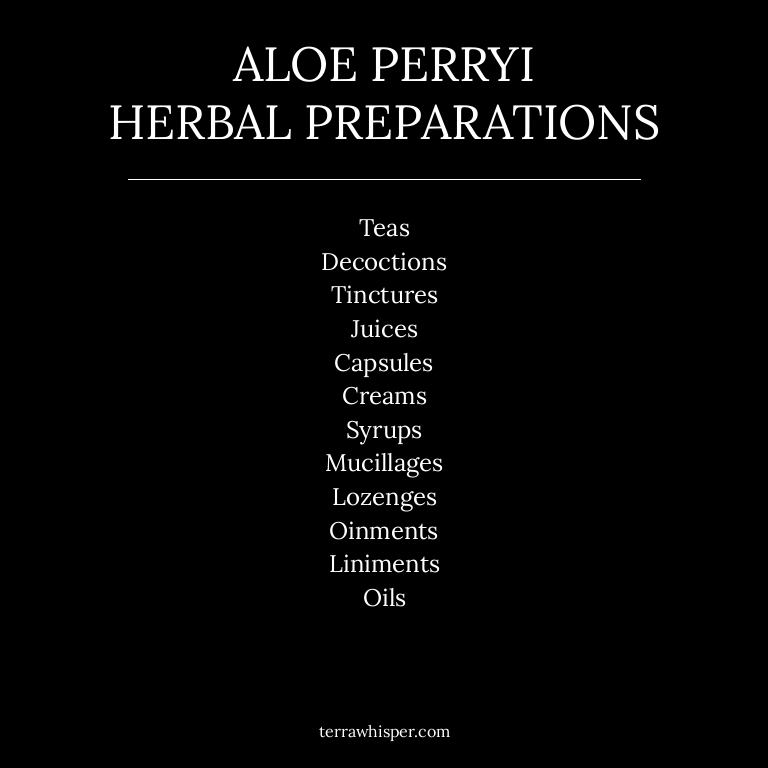 ALOE PERRYI
HERBAL PREPARATIONS
Teas
Decoctions
Tinctures
Juices
Capsules
Creams
Syrups
Mucillages
Lozenges
Oinments
Liniments
Oils
terrawhisper.com